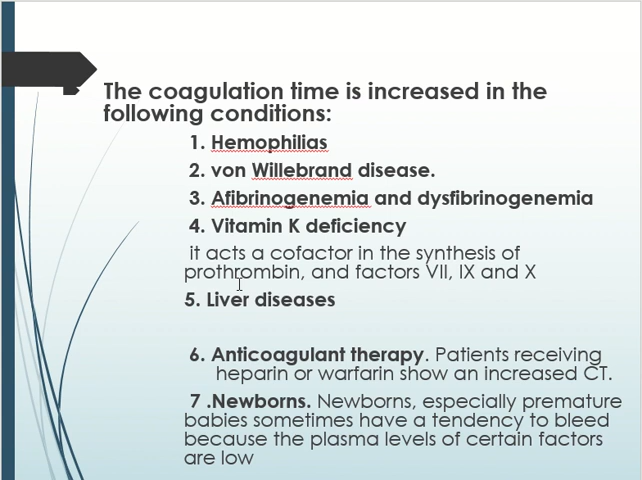 The coagulation time is increased in the
following conditions:
1. Hemophilias
2. von Willebrand disease.
3. Afibrinogenemia and dysfibrinogenemia
4. Vitamin K deficiency
it acts a cofactor in the synthesis of
prothrombin, and factors VII, IX and X
5. Liver diseases
6. Anticoagulant therapy. Patients receiving
heparin or warfarin show an increased CT.
7 .Newborns. Newborns, especially premature
babies sometimes have a tendency to bleed
because the plasma levels of certain factors
are low